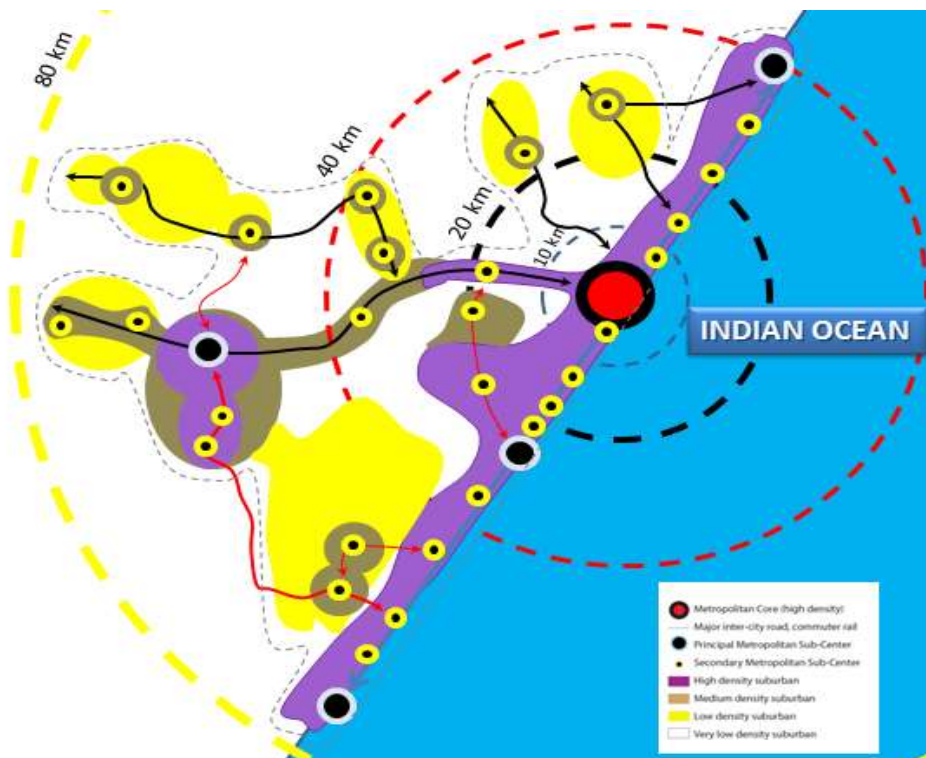 80 km
40 km
20 km
10 km
INDIAN OCEAN
Metropolitan Core (high density)
Major inter-city road, commuter rail
Principal Metropolitan Sub-Center
Secondary Metropolitan Sub-Center
High density suburban
Medium density suburban
Low density suburban
Very low density suburban